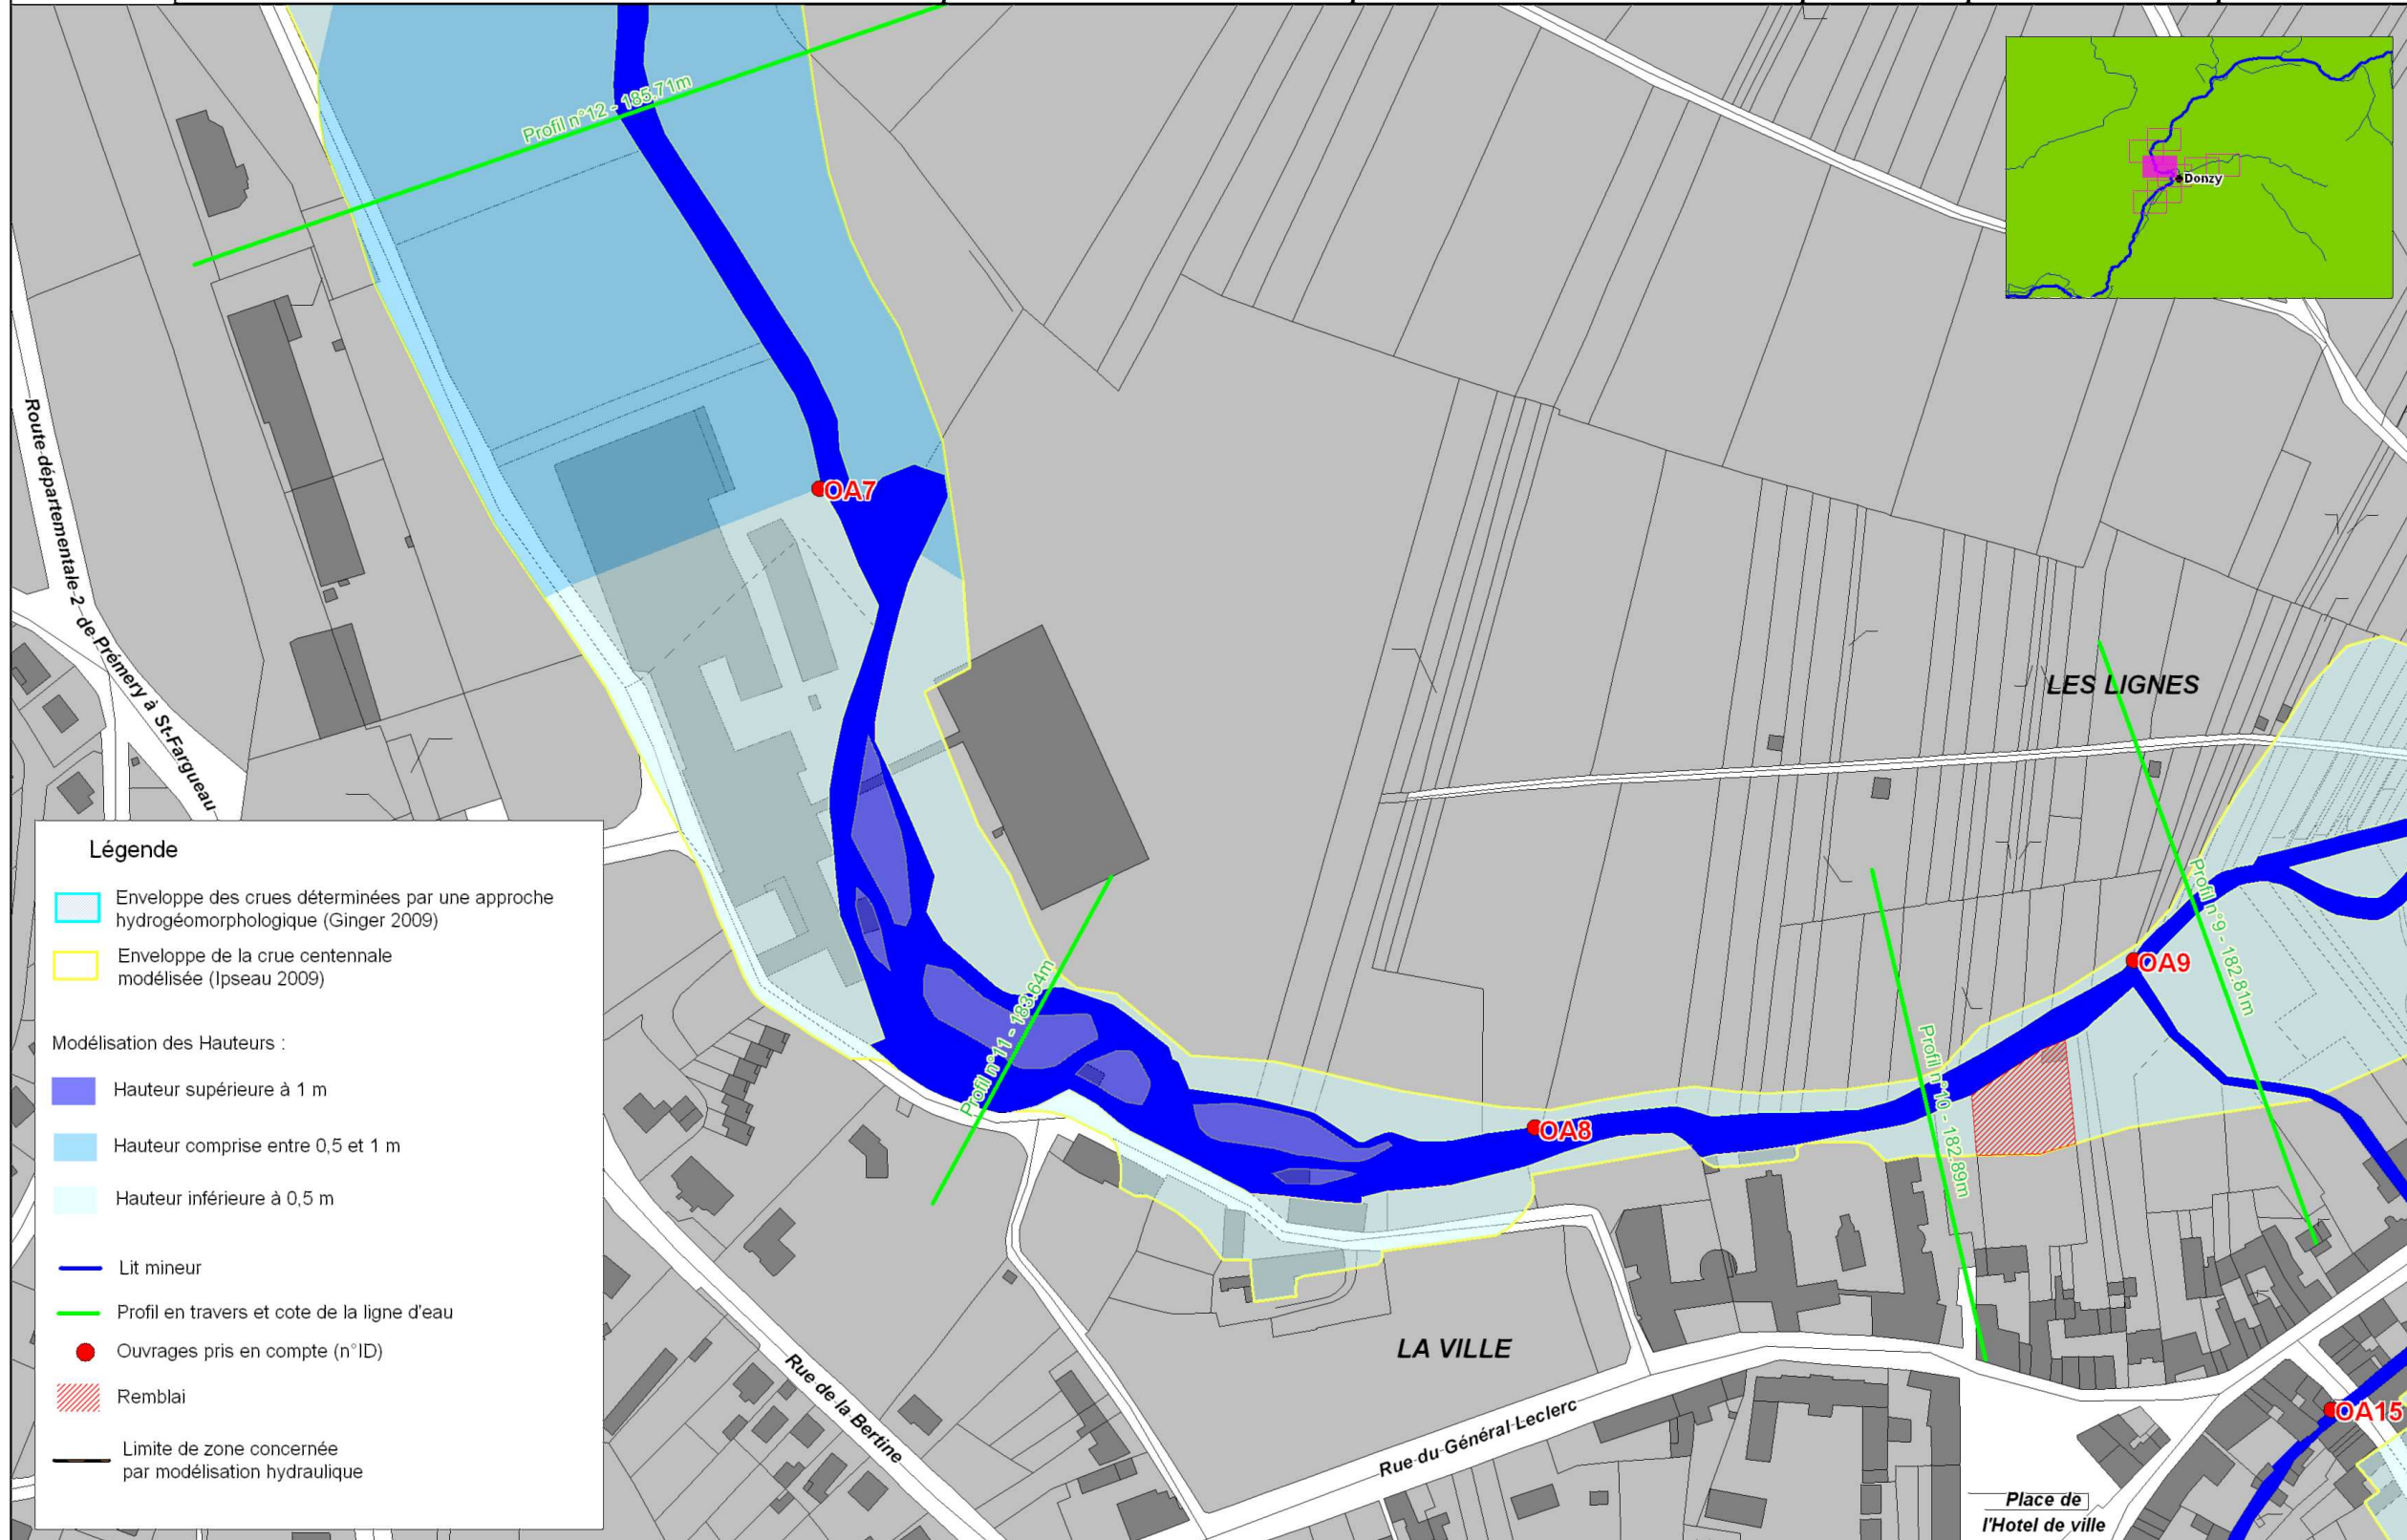 Profil n°12 - 185.71m
Donzy
Route départementale 2 de Prémery à St-Fargueau
OA7
LES LIGNES
Profil n°9 - 182.81m
OA9
Profil n°11 - 183.64m
Profil n°10 - 182.89m
OA8
LA VILLE
Rue de la Bertine
Rue du Général Leclerc
OA15
Place de
l'Hotel de ville
Légende
Enveloppe des crues déterminées par une approche
hydrogéomorphologique (Ginger 2009)
Enveloppe de la crue centennale
modélisée (Ipseau 2009)
Modélisation des Hauteurs :
Hauteur supérieure à 1 m
Hauteur comprise entre 0,5 et 1 m
Hauteur inférieure à 0,5 m
Lit mineur
Profil en travers et cote de la ligne d'eau
Ouvrages pris en compte (n°ID)
Remblai
Limite de zone concernée
par modélisation hydraulique